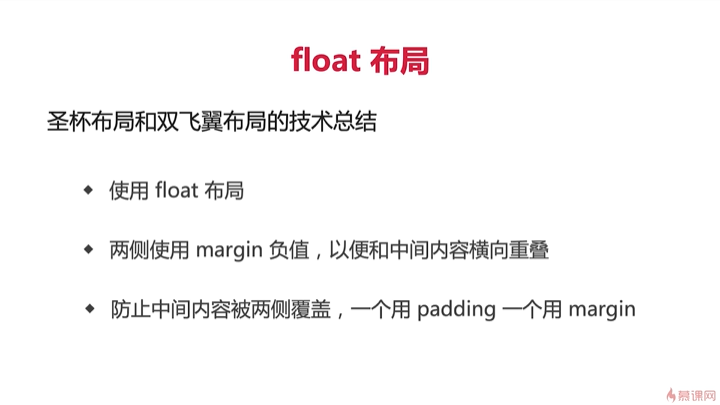 float 布局
圣杯布局和双飞翼布局的技术总结
使用 float 布局
两侧使用 margin 负值，以便和中间内容横向重叠
防止中间内容被两侧覆盖，一个用 padding 一个用 margin
慕课网